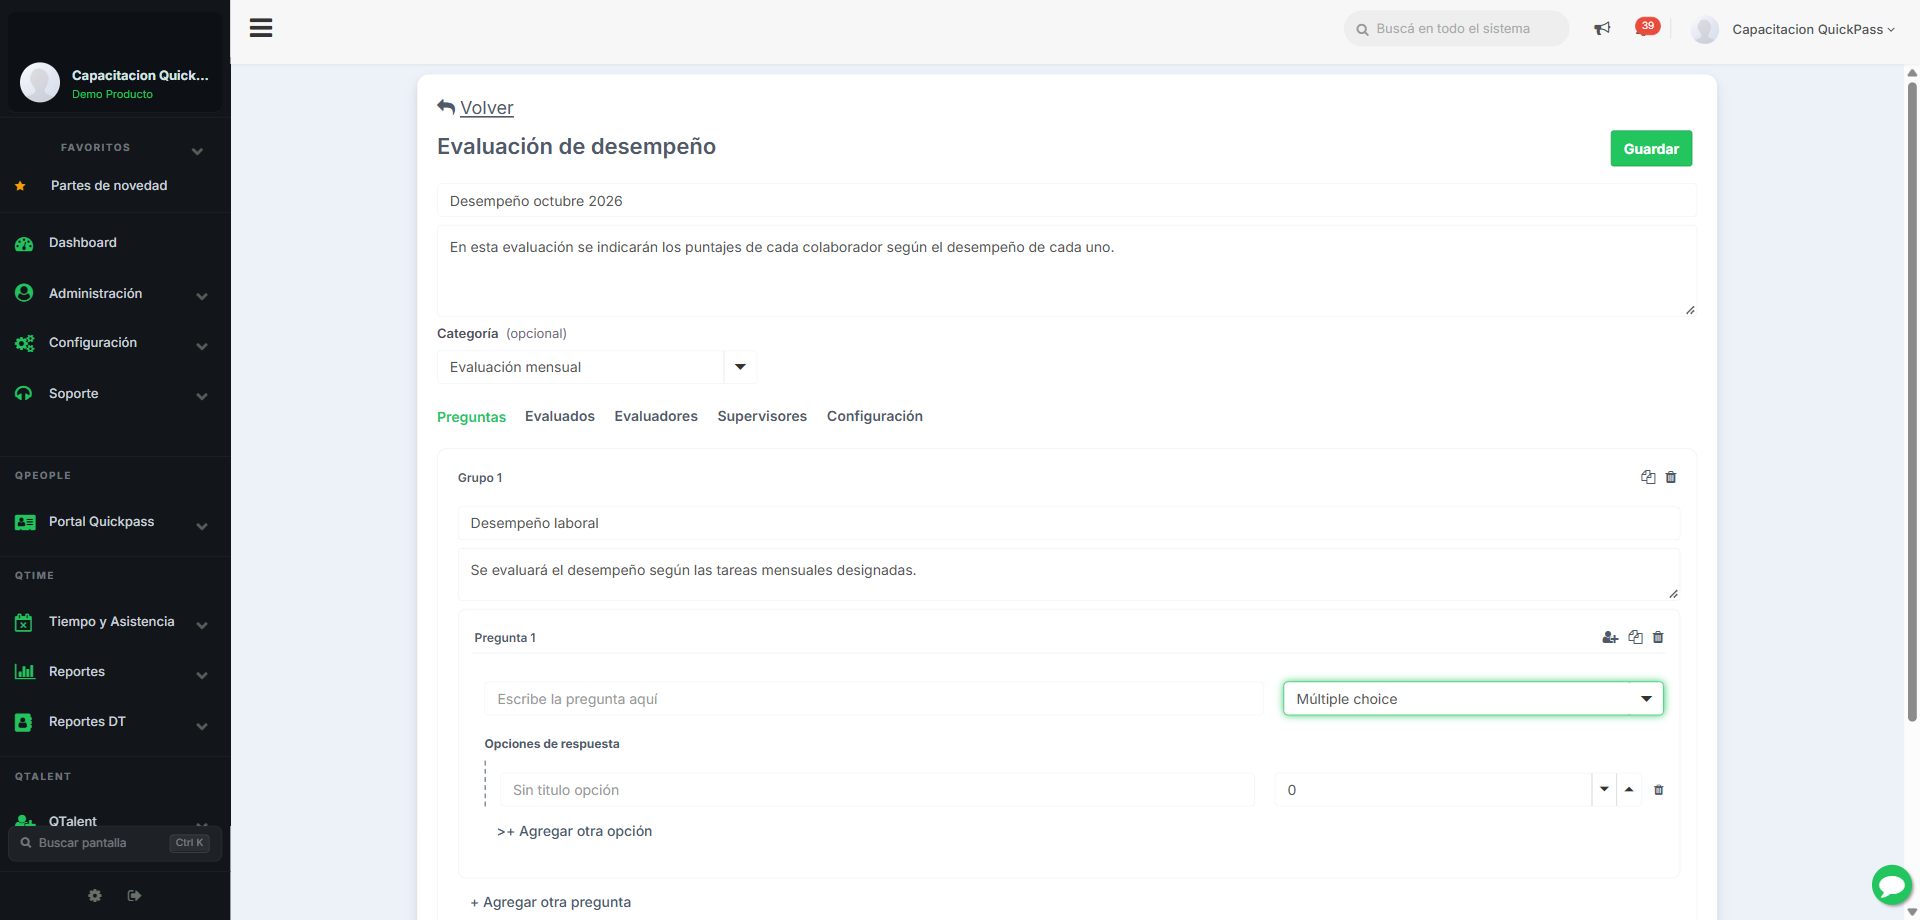 Capacitacion Quick...
Demo Producto
FAVORITOS
Partes de novedad
Dashboard
Administración
Configuración
Soporte
QPEOPLE
Portal Quickpass
QTIME
Tiempo y Asistencia
Reportes
Reportes DT
QTALENT
QTalent
Buscar pantalla
Ctrl K
Buscá en todo el sistema
39
Capacitacion QuickPass
Volver
Evaluación de desempeño
Guardar
Desempeño octubre 2026
En esta evaluación se indicarán los puntajes de cada colaborador según el desempeño de cada uno.
Categoría (opcional)
Evaluación mensual
Preguntas Evaluados Evaluadores Supervisores Configuración
Grupo 1
Desempeño laboral
Se evaluará el desempeño según las tareas mensuales designadas.
Pregunta 1
Escribe la pregunta aquí
Múltiple choice
Opciones de respuesta
Sin titulo opción
0
>+ Agregar otra opción
+ Agregar otra pregunta